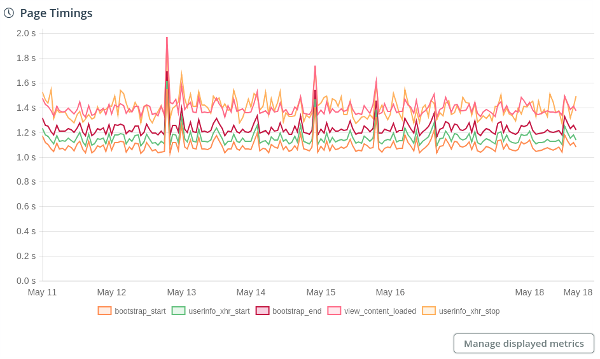 Page Timings
2.0 s
1.8 s
1.6 s
1.4 s
1.2 s
1.0 s
0.8 s
0.6 s
0.4 s
0.2 s
0.0 s
May 11 May 12 May 13 May 14 May 15 May 16 May 18 May 18
bootstrap_start userinfo_xhr_start bootstrap_end view_content_loaded userinfo_xhr_stop
Manage displayed metrics